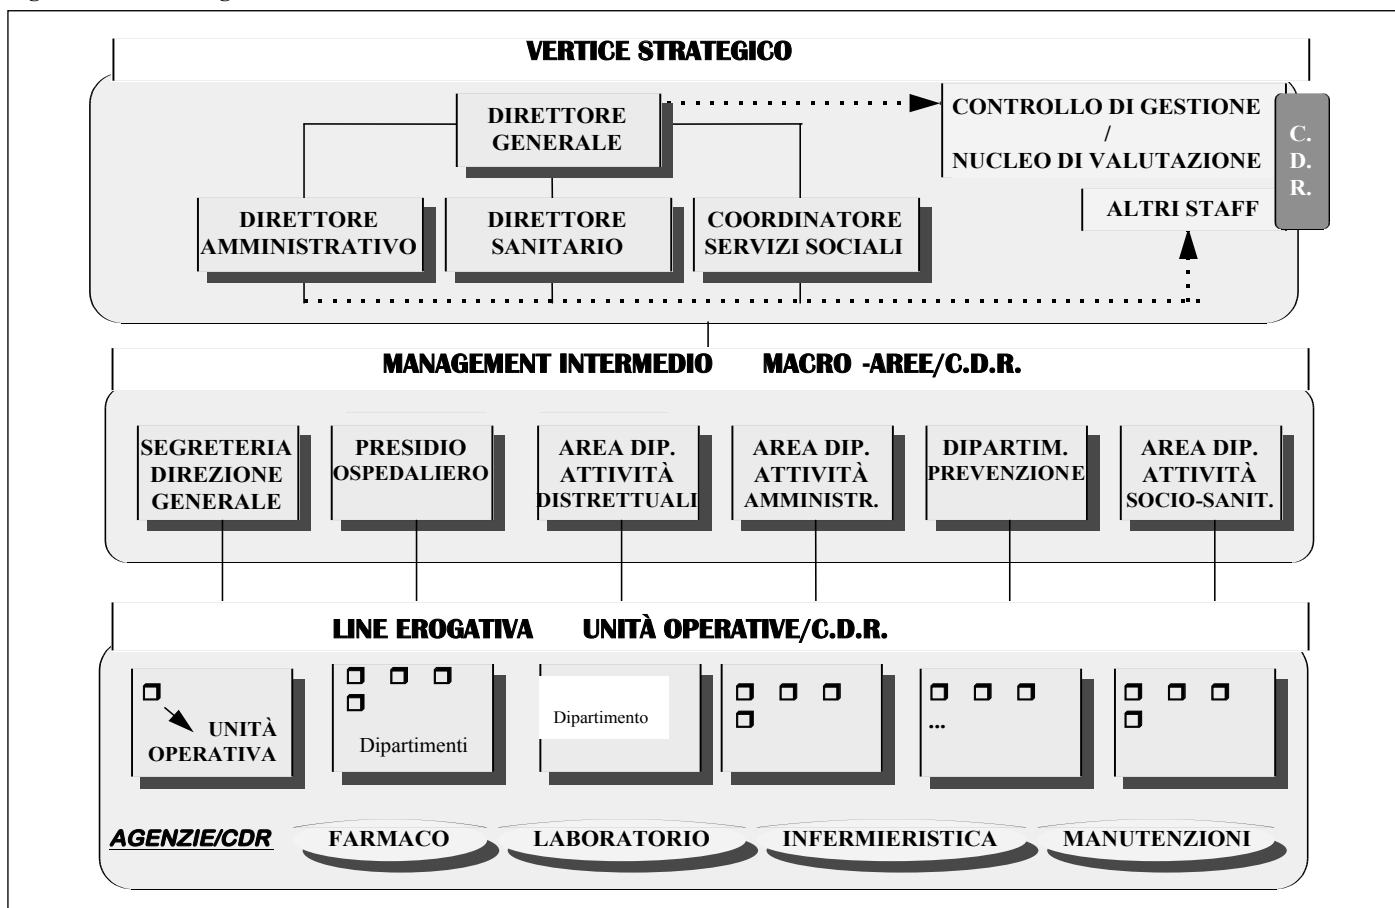 VERTICE STRATEGICO
DIRETTORE
GENERALE
CONTROLLO DI GESTIONE
/
NUCLEO DI VALUTAZIONE
C.
D.
R.
ALTRI STAFF
DIRETTORE
AMMINISTRATIVO
DIRETTORE
SANITARIO
COORDINATORE
SERVIZI SOCIALI
MANAGEMENT INTERMEDIO MACRO -AREE/C.D.R.
SEGRETERIA
DIREZIONE
GENERALE
PRESIDIO
OSPEDALIERO
AREA DIP.
ATTIVITÀ
DISTRETTUALI
AREA DIP.
ATTIVITÀ
AMMINISTR.
DIPARTIM.
PREVENZIONE
AREA DIP.
ATTIVITÀ
SOCIO-SANIT.
LINE EROGATIVA UNITÀ OPERATIVE/C.D.R.
UNITÀ
OPERATIVA
Dipartimenti
Dipartimento
...
AGENZIE/CDR
FARMACO
LABORATORIO
INFERMIERISTICA
MANUTENZIONI